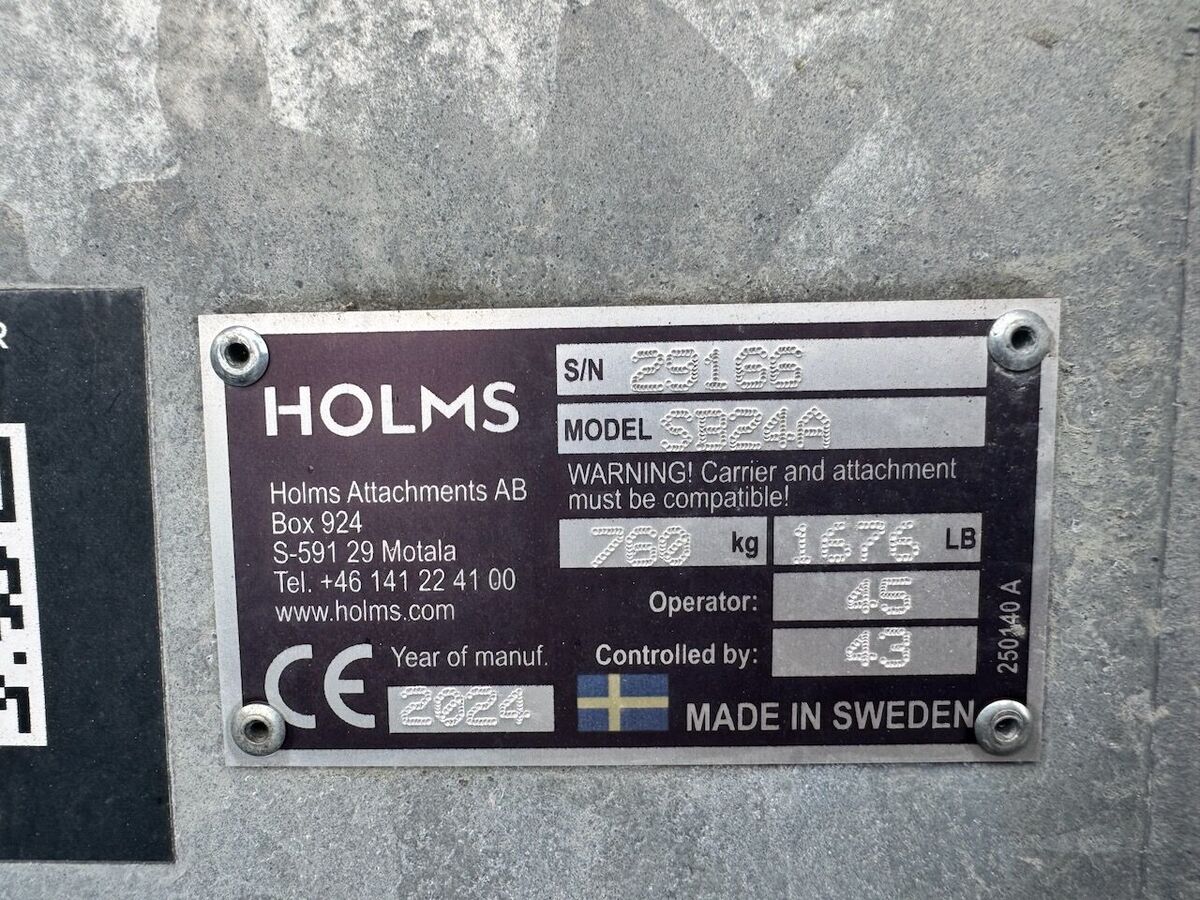 R
HOLMS
Holms Attachments AB
Box 924
S-591 29 Motala
Tel. +46 141 22 41 00
www.holms.com
CE
Year of manuf.
2024
S/N 29166
MODEL SB24A
WARNING! Carrier and attachment
must be compatible!
760 kg 1676 LB
Operator: 45
Controlled by: 43
MADE IN SWEDEN
250140 A